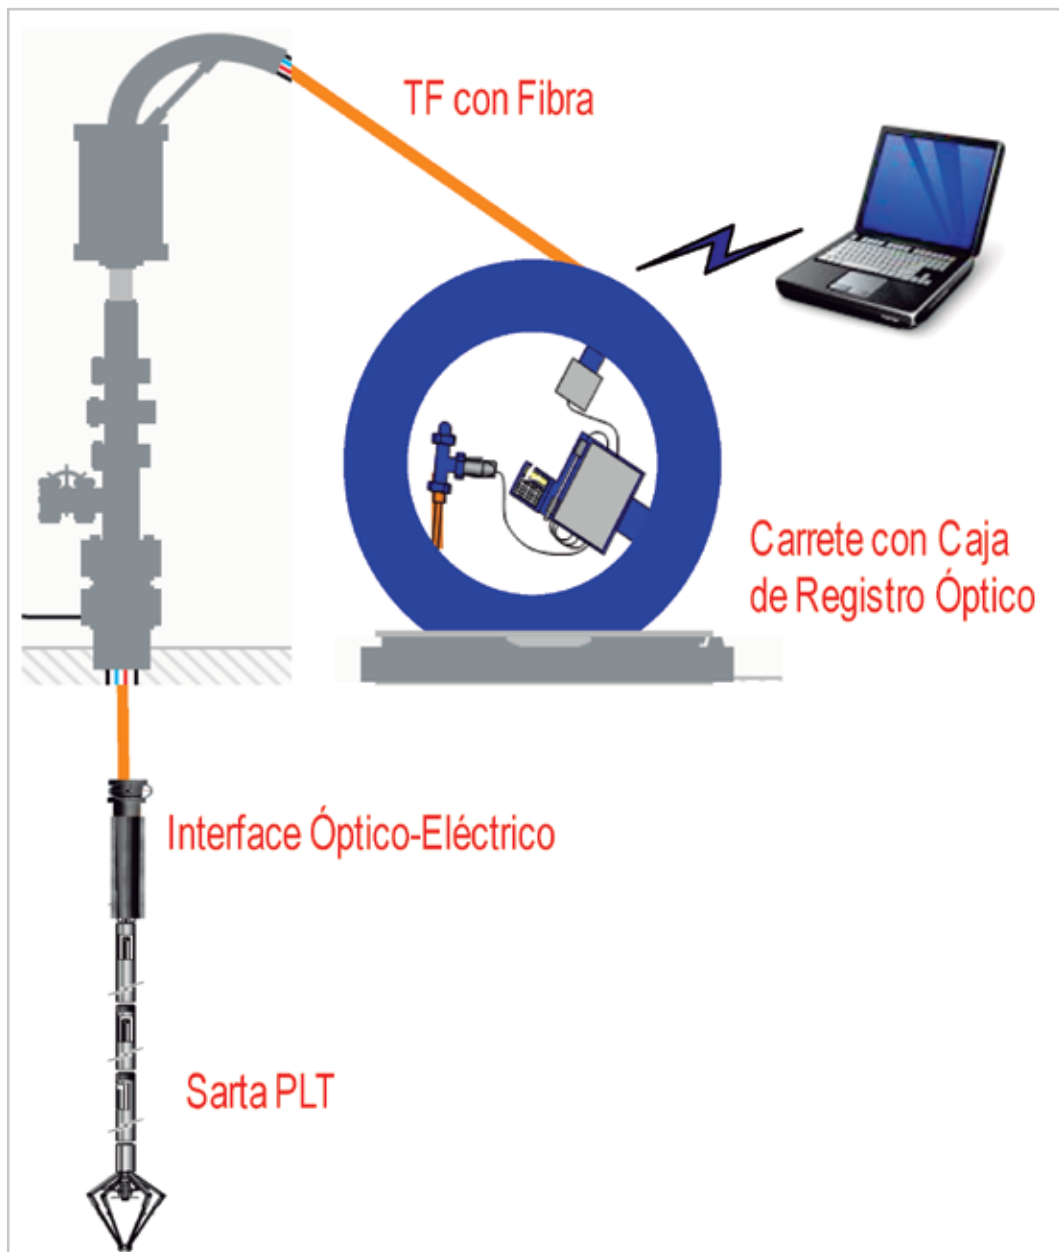 TF con Fibra
Carrete con Caja
de Registro Óptico
Interface Óptico-Eléctrico
Sarta PLT